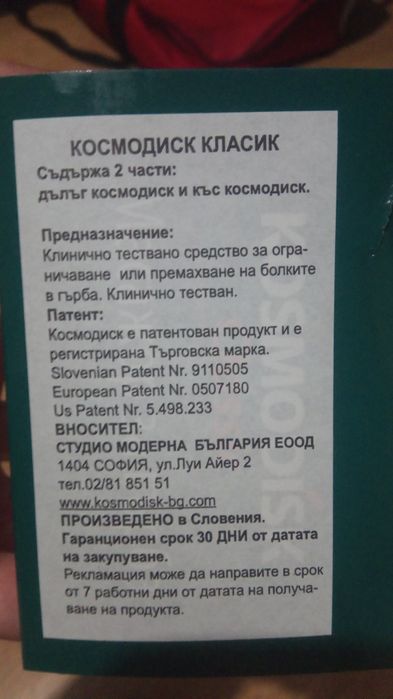 КОСМОДИСК КЛАСИК
Съдържа 2 части:
дълъг космодиск и къс космодиск.
Предназначение:
Клинично тествано средство за огра-
ничаване или премахване на болките
в гърба. Клинично тестван.
Патент:
Космодиск е патентован продукт и е
регистрирана Търговска марка.
Slovenian Patent Nr. 9110505
European Patent Nr. 0507180
Us Patent Nr. 5.498.233
ВНОСИТЕЛ:
СТУДИО МОДЕРНА БЪЛГАРИЯ ЕООД
1404 СОФИЯ, ул.Луи Айер 2
тел.02/81 851 51
www.kosmodisk-bg.com
ПРОИЗВЕДЕНО в Словения.
Гаранционен срок 30 ДНИ от датата
на закупуване.
Рекламация може да направите в срок
от 7 работни дни от датата на получа-
ване на продукта.
KOSMODISK